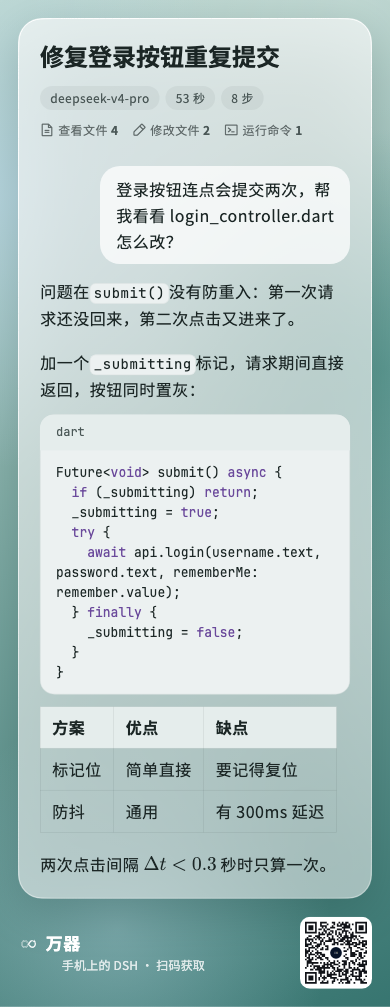 修复登录按钮重复提交
deepseek-v4-pro 53 秒 8 步
查看文件 4 修改文件 2 运行命令 1
登录按钮连点会提交两次，帮
我看看 login_controller.dart
怎么改？
问题在 submit() 没有防重入：第一次请
求还没回来，第二次点击又进来了。
加一个 _submitting 标记，请求期间直接
返回，按钮同时置灰：
dart
Future<void> submit() async {
  if (_submitting) return;
  _submitting = true;
  try {
    await api.login(username.text,
password.text, rememberMe:
remember.value);
  } finally {
    _submitting = false;
  }
}
方案 优点 缺点
标记位 简单直接 要记得复位
防抖 通用 有 300ms 延迟
两次点击间隔 Δt < 0.3 秒时只算一次。
∞ 万器
手机上的 DSH · 扫码获取